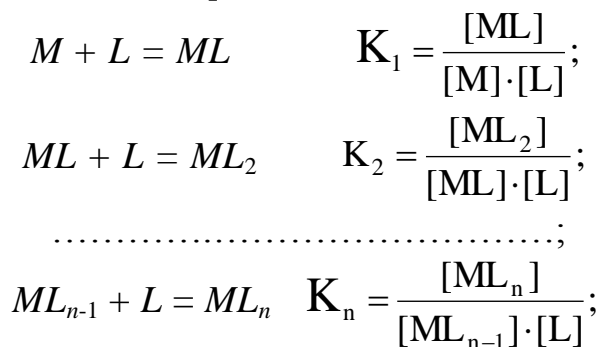 M + L = ML K₁ = [ML] / [M]·[L];
ML + L = ML₂ K₂ = [ML₂] / [ML]·[L];
……………………………………;
MLₙ₋₁ + L = MLₙ Kₙ = [MLₙ] / [MLₙ₋₁]·[L];